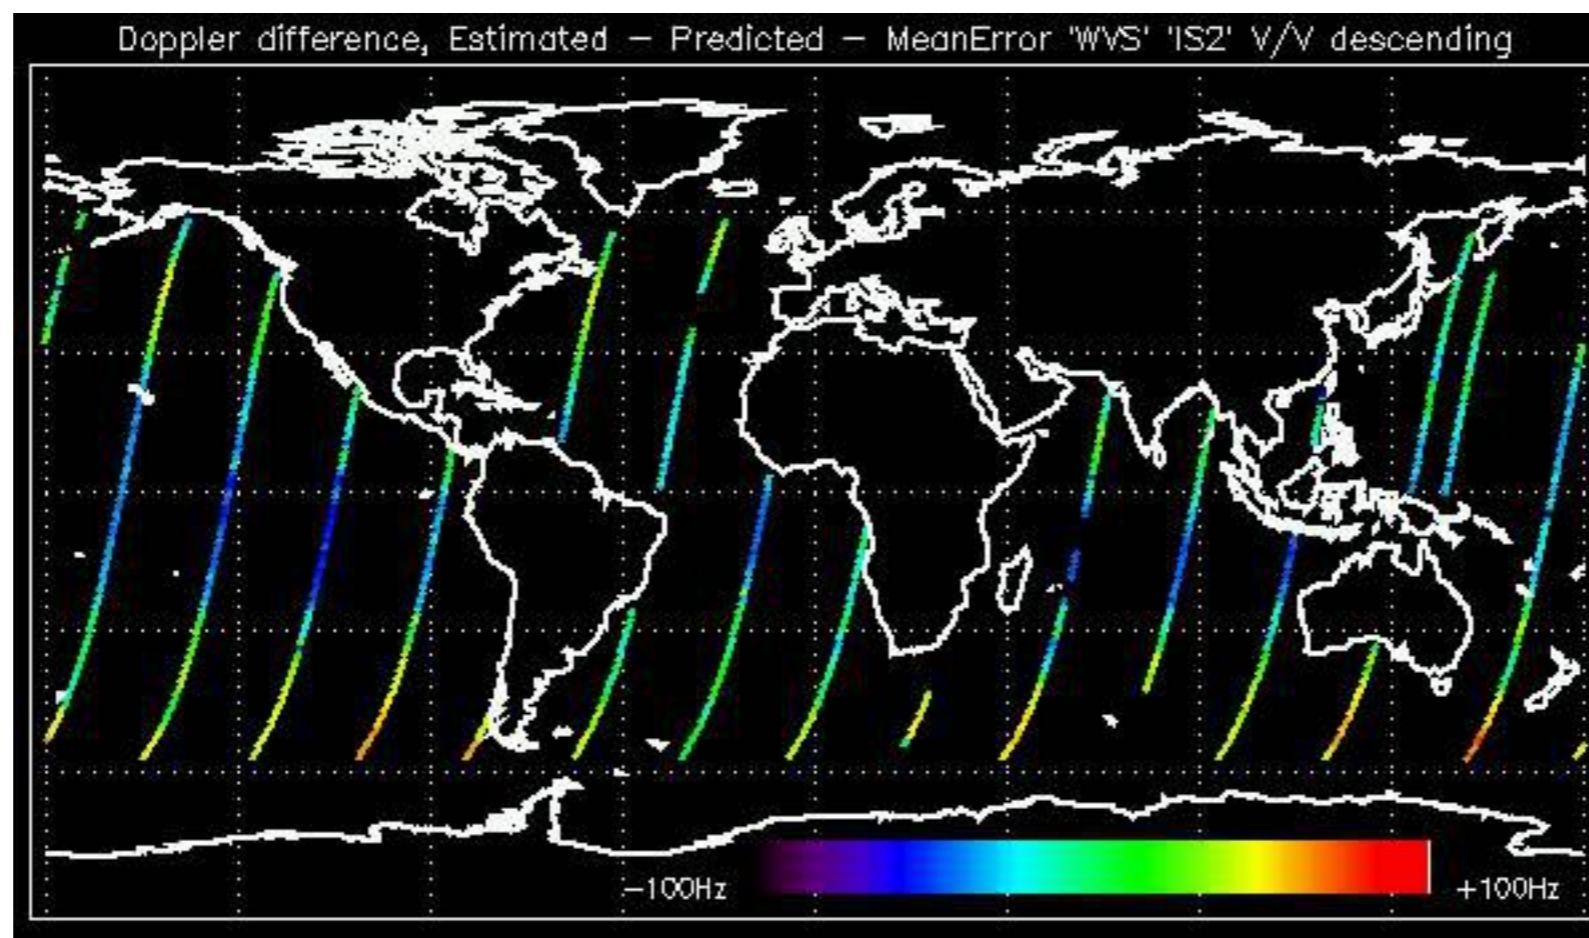 Doppler difference, Estimated – Predicted – MeanError 'WVS' 'IS2' V/V descending
-100Hz
+100Hz